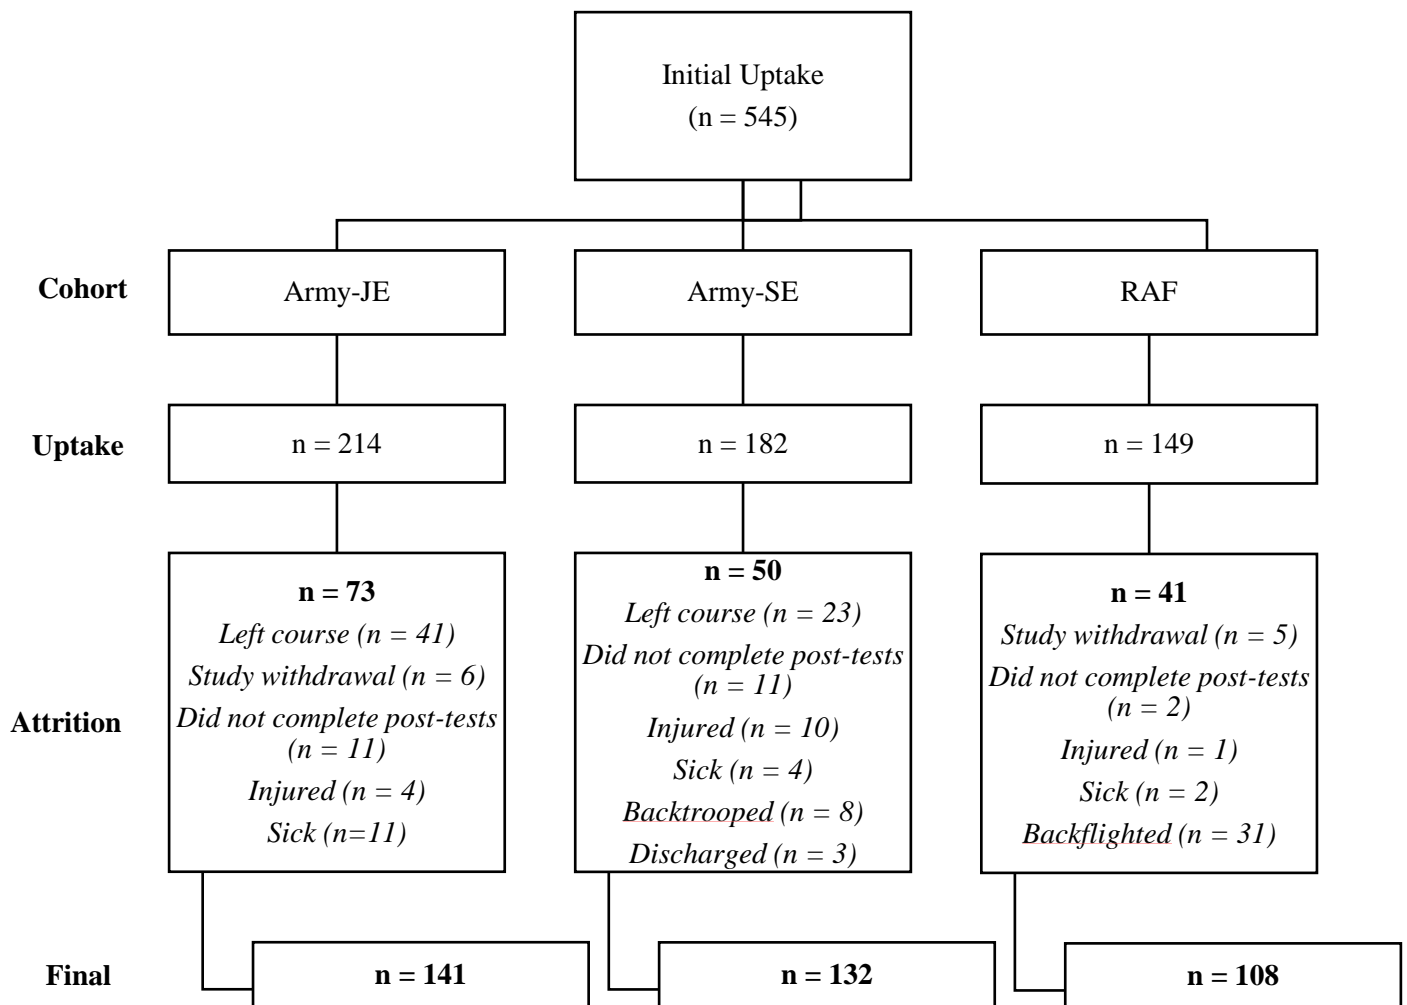 Initial Uptake
(n = 545)
Cohort
Army-JE
Army-SE
RAF
Uptake
n = 214
n = 182
n = 149
Attrition
n = 73
Left course (n = 41)
Study withdrawal (n = 6)
Did not complete post-tests
(n = 11)
Injured (n = 4)
Sick (n=11)
n = 50
Left course (n = 23)
Did not complete post-tests
(n = 11)
Injured (n = 10)
Sick (n = 4)
Backtrooped (n = 8)
Discharged (n = 3)
n = 41
Study withdrawal (n = 5)
Did not complete post-tests
(n = 2)
Injured (n = 1)
Sick (n = 2)
Backflighted (n = 31)
Final
n = 141
n = 132
n = 108